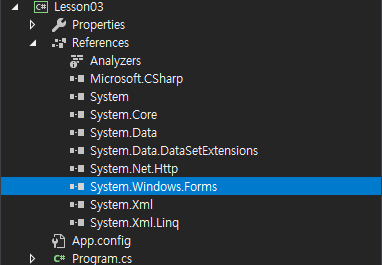 C# Lesson03
Properties
References
Analyzers
Microsoft.CSharp
System
System.Core
System.Data
System.Data.DataSetExtensions
System.Net.Http
System.Windows.Forms
System.Xml
System.Xml.Linq
App.config
C# Program.cs